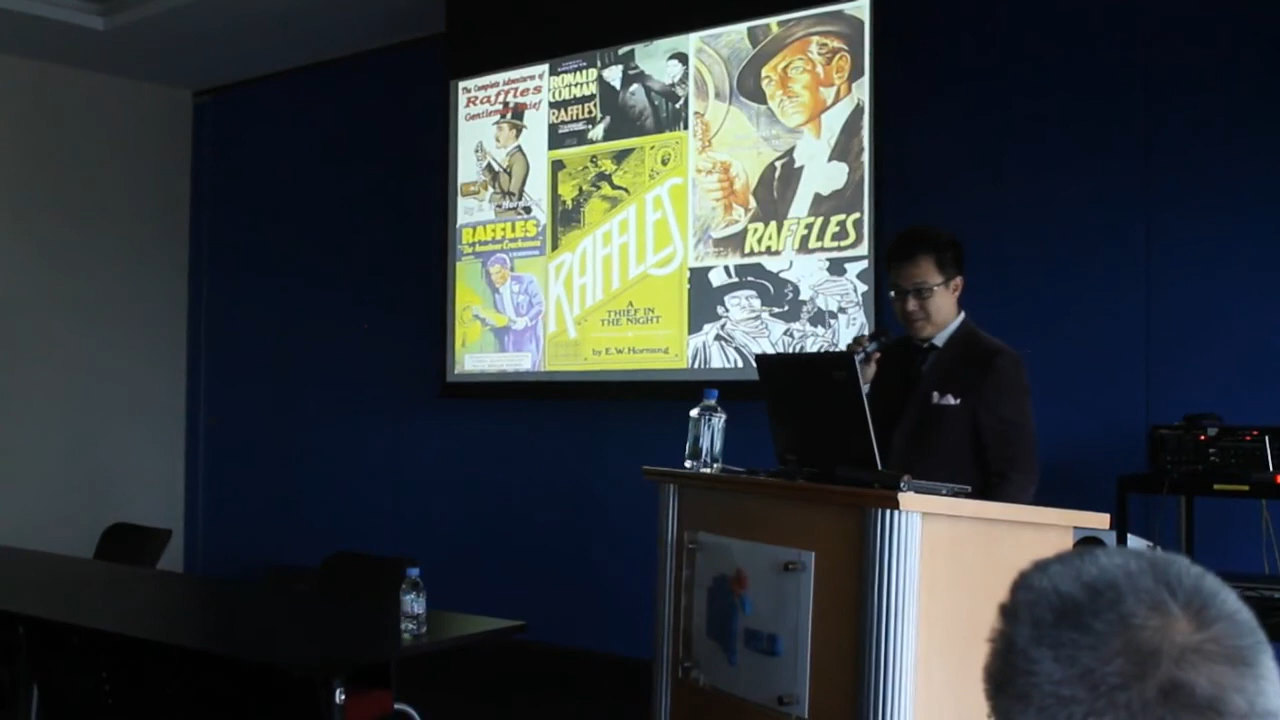 The Complete Adventures of
Raffles
Gentleman Thief
RONALD
COLMAN
RAFFLES
RAFFLES
The Amateur Cracksman
RAFFLES
A
THIEF IN
THE NIGHT
by E.W. Hornung
RAFFLES